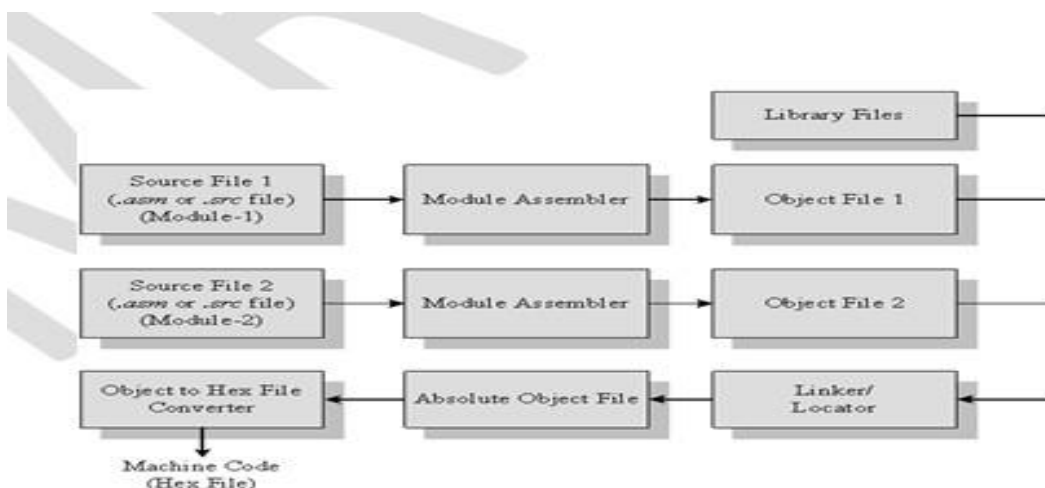 Library Files
Source File 1
(.asm or .src file)
(Module-1)
Module Assembler
Object File 1
Source File 2
(.asm or .src file)
(Module-2)
Module Assembler
Object File 2
Object to Hex File
Converter
Absolute Object File
Linker/
Locator
Machine Code
(Hex File)